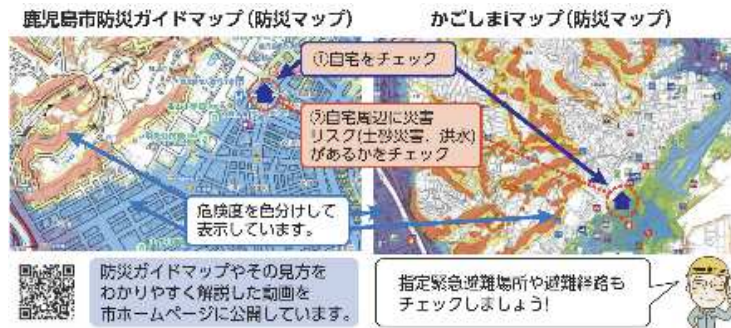 鹿児島市防災ガイドマップ（防災マップ）
かごしまiマップ（防災マップ）
①自宅をチェック
②自宅周辺に災害
リスク(土砂災害、洪水)
があるかをチェック
危険度を色分けして
表示しています。
防災ガイドマップやその見方を
わかりやすく解説した動画を
市ホームページに公開しています。
指定緊急避難場所や避難経路も
チェックしましょう!